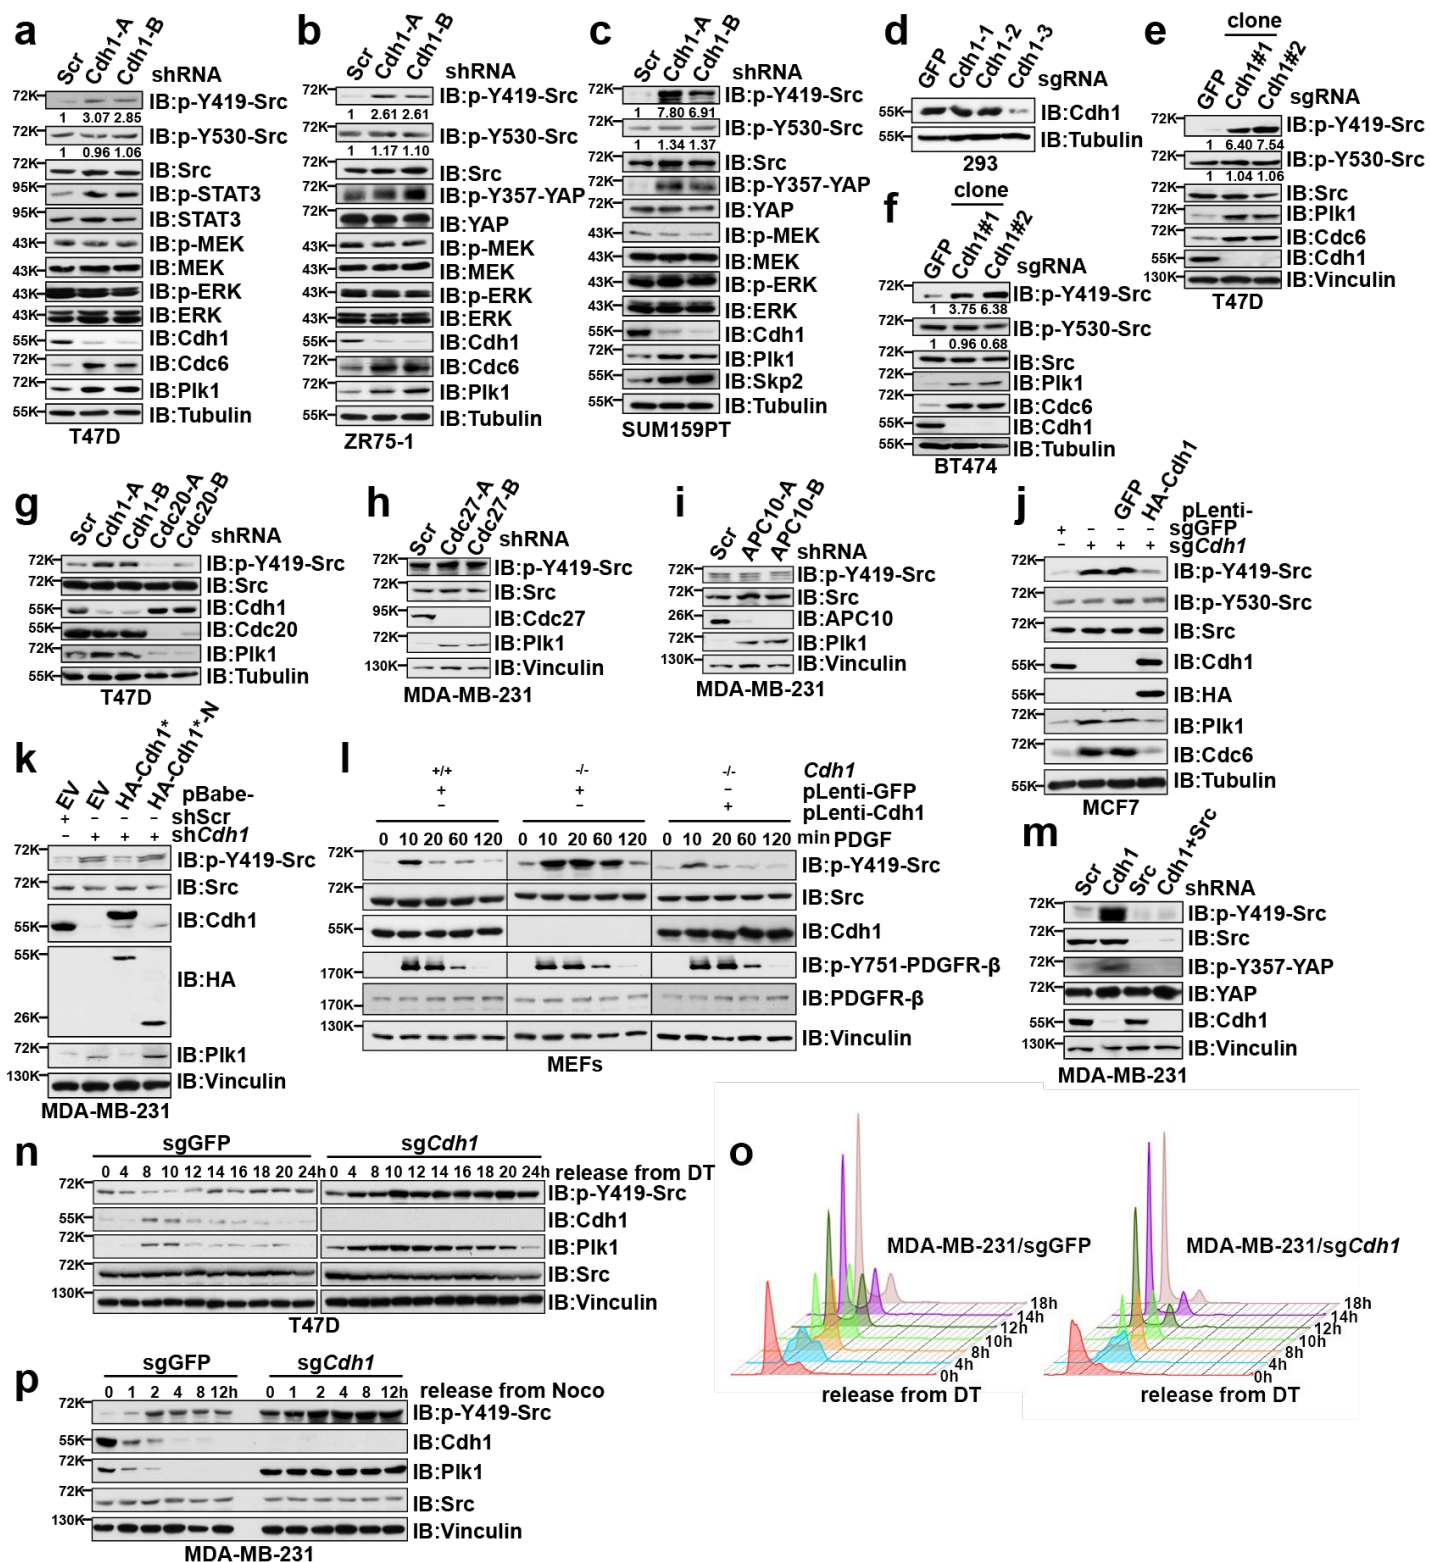 a
Scr Cdh1-A Cdh1-B shRNA
72K IB:p-Y419-Src
1 3.07 2.85
72K IB:p-Y530-Src
1 0.96 1.06
72K IB:Src
95K IB:p-STAT3
95K IB:STAT3
43K IB:p-MEK
43K IB:MEK
43K IB:p-ERK
43K IB:ERK
55K IB:Cdh1
72K IB:Cdc6
72K IB:Plk1
55K IB:Tubulin
T47D
b
Scr Cdh1-A Cdh1-B shRNA
72K IB:p-Y419-Src
1 2.61 2.61
72K IB:p-Y530-Src
1 1.17 1.10
72K IB:Src
72K IB:p-Y357-YAP
72K IB:YAP
43K IB:p-MEK
43K IB:MEK
43K IB:p-ERK
43K IB:ERK
55K IB:Cdh1
72K IB:Cdc6
72K IB:Plk1
55K IB:Tubulin
ZR75-1
c
Scr Cdh1-A Cdh1-B shRNA
72K IB:p-Y419-Src
1 7.80 6.91
72K IB:p-Y530-Src
1 1.34 1.37
72K IB:Src
72K IB:p-Y357-YAP
72K IB:YAP
43K IB:p-MEK
43K IB:MEK
43K IB:p-ERK
43K IB:ERK
55K IB:Cdh1
72K IB:Plk1
55K IB:Skp2
55K IB:Tubulin
SUM159PT
d
GFP Cdh1-1 Cdh1-2 Cdh1-3 sgRNA
55K IB:Cdh1
55K IB:Tubulin
293
e
clone
GFP Cdh1#1 Cdh1#2 sgRNA
72K IB:p-Y419-Src
1 6.40 7.54
72K IB:p-Y530-Src
1 1.04 1.06
72K IB:Src
72K IB:Plk1
72K IB:Cdc6
55K IB:Cdh1
130K IB:Vinculin
T47D
f
clone
GFP Cdh1#1 Cdh1#2 sgRNA
72K IB:p-Y419-Src
1 3.75 6.38
72K IB:p-Y530-Src
1 0.96 0.68
72K IB:Src
72K IB:Plk1
72K IB:Cdc6
55K IB:Cdh1
55K IB:Tubulin
BT474
g
Scr Cdh1-A Cdh1-B Cdc20-A Cdc20-B shRNA
72K IB:p-Y419-Src
72K IB:Src
55K IB:Cdh1
55K IB:Cdc20
72K IB:Plk1
55K IB:Tubulin
T47D
h
Scr Cdc27-A Cdc27-B shRNA
72K IB:p-Y419-Src
72K IB:Src
95K IB:Cdc27
72K IB:Plk1
130K IB:Vinculin
MDA-MB-231
i
Scr APC10-A APC10-B shRNA
72K IB:p-Y419-Src
72K IB:Src
26K IB:APC10
72K IB:Plk1
130K IB:Vinculin
MDA-MB-231
j
GFP HA-Cdh1 pLenti-
+ − − − sgGFP
− + + + sgCdh1
72K IB:p-Y419-Src
72K IB:p-Y530-Src
72K IB:Src
55K IB:Cdh1
55K IB:HA
72K IB:Plk1
72K IB:Cdc6
55K IB:Tubulin
MCF7
k
EV EV HA-Cdh1* HA-Cdh1*-N pBabe-
+ − − − shScr
− + + + shCdh1
72K IB:p-Y419-Src
72K IB:Src
55K IB:Cdh1
55K IB:HA
26K
72K IB:Plk1
130K IB:Vinculin
MDA-MB-231
l
+/+ -/- -/- Cdh1
+ + − pLenti-GFP
− − + pLenti-Cdh1
0 10 20 60 120 0 10 20 60 120 0 10 20 60 120 min PDGF
72K IB:p-Y419-Src
72K IB:Src
55K IB:Cdh1
170K IB:p-Y751-PDGFR-β
170K IB:PDGFR-β
130K IB:Vinculin
MEFs
m
Scr Cdh1 Src Cdh1+Src shRNA
72K IB:p-Y419-Src
72K IB:Src
72K IB:p-Y357-YAP
72K IB:YAP
55K IB:Cdh1
130K IB:Vinculin
MDA-MB-231
n
sgGFP sgCdh1
0 4 8 10 12 14 16 18 20 24h 0 4 8 10 12 14 16 18 20 24h release from DT
72K IB:p-Y419-Src
55K IB:Cdh1
72K IB:Plk1
72K IB:Src
130K IB:Vinculin
T47D
o
MDA-MB-231/sgGFP
18h
14h
12h
10h
8h
4h
0h
release from DT
MDA-MB-231/sgCdh1
18h
14h
12h
10h
8h
4h
0h
release from DT
p
sgGFP sgCdh1
0 1 2 4 8 12h 0 1 2 4 8 12h release from Noco
72K IB:p-Y419-Src
55K IB:Cdh1
72K IB:Plk1
72K IB:Src
130K IB:Vinculin
MDA-MB-231